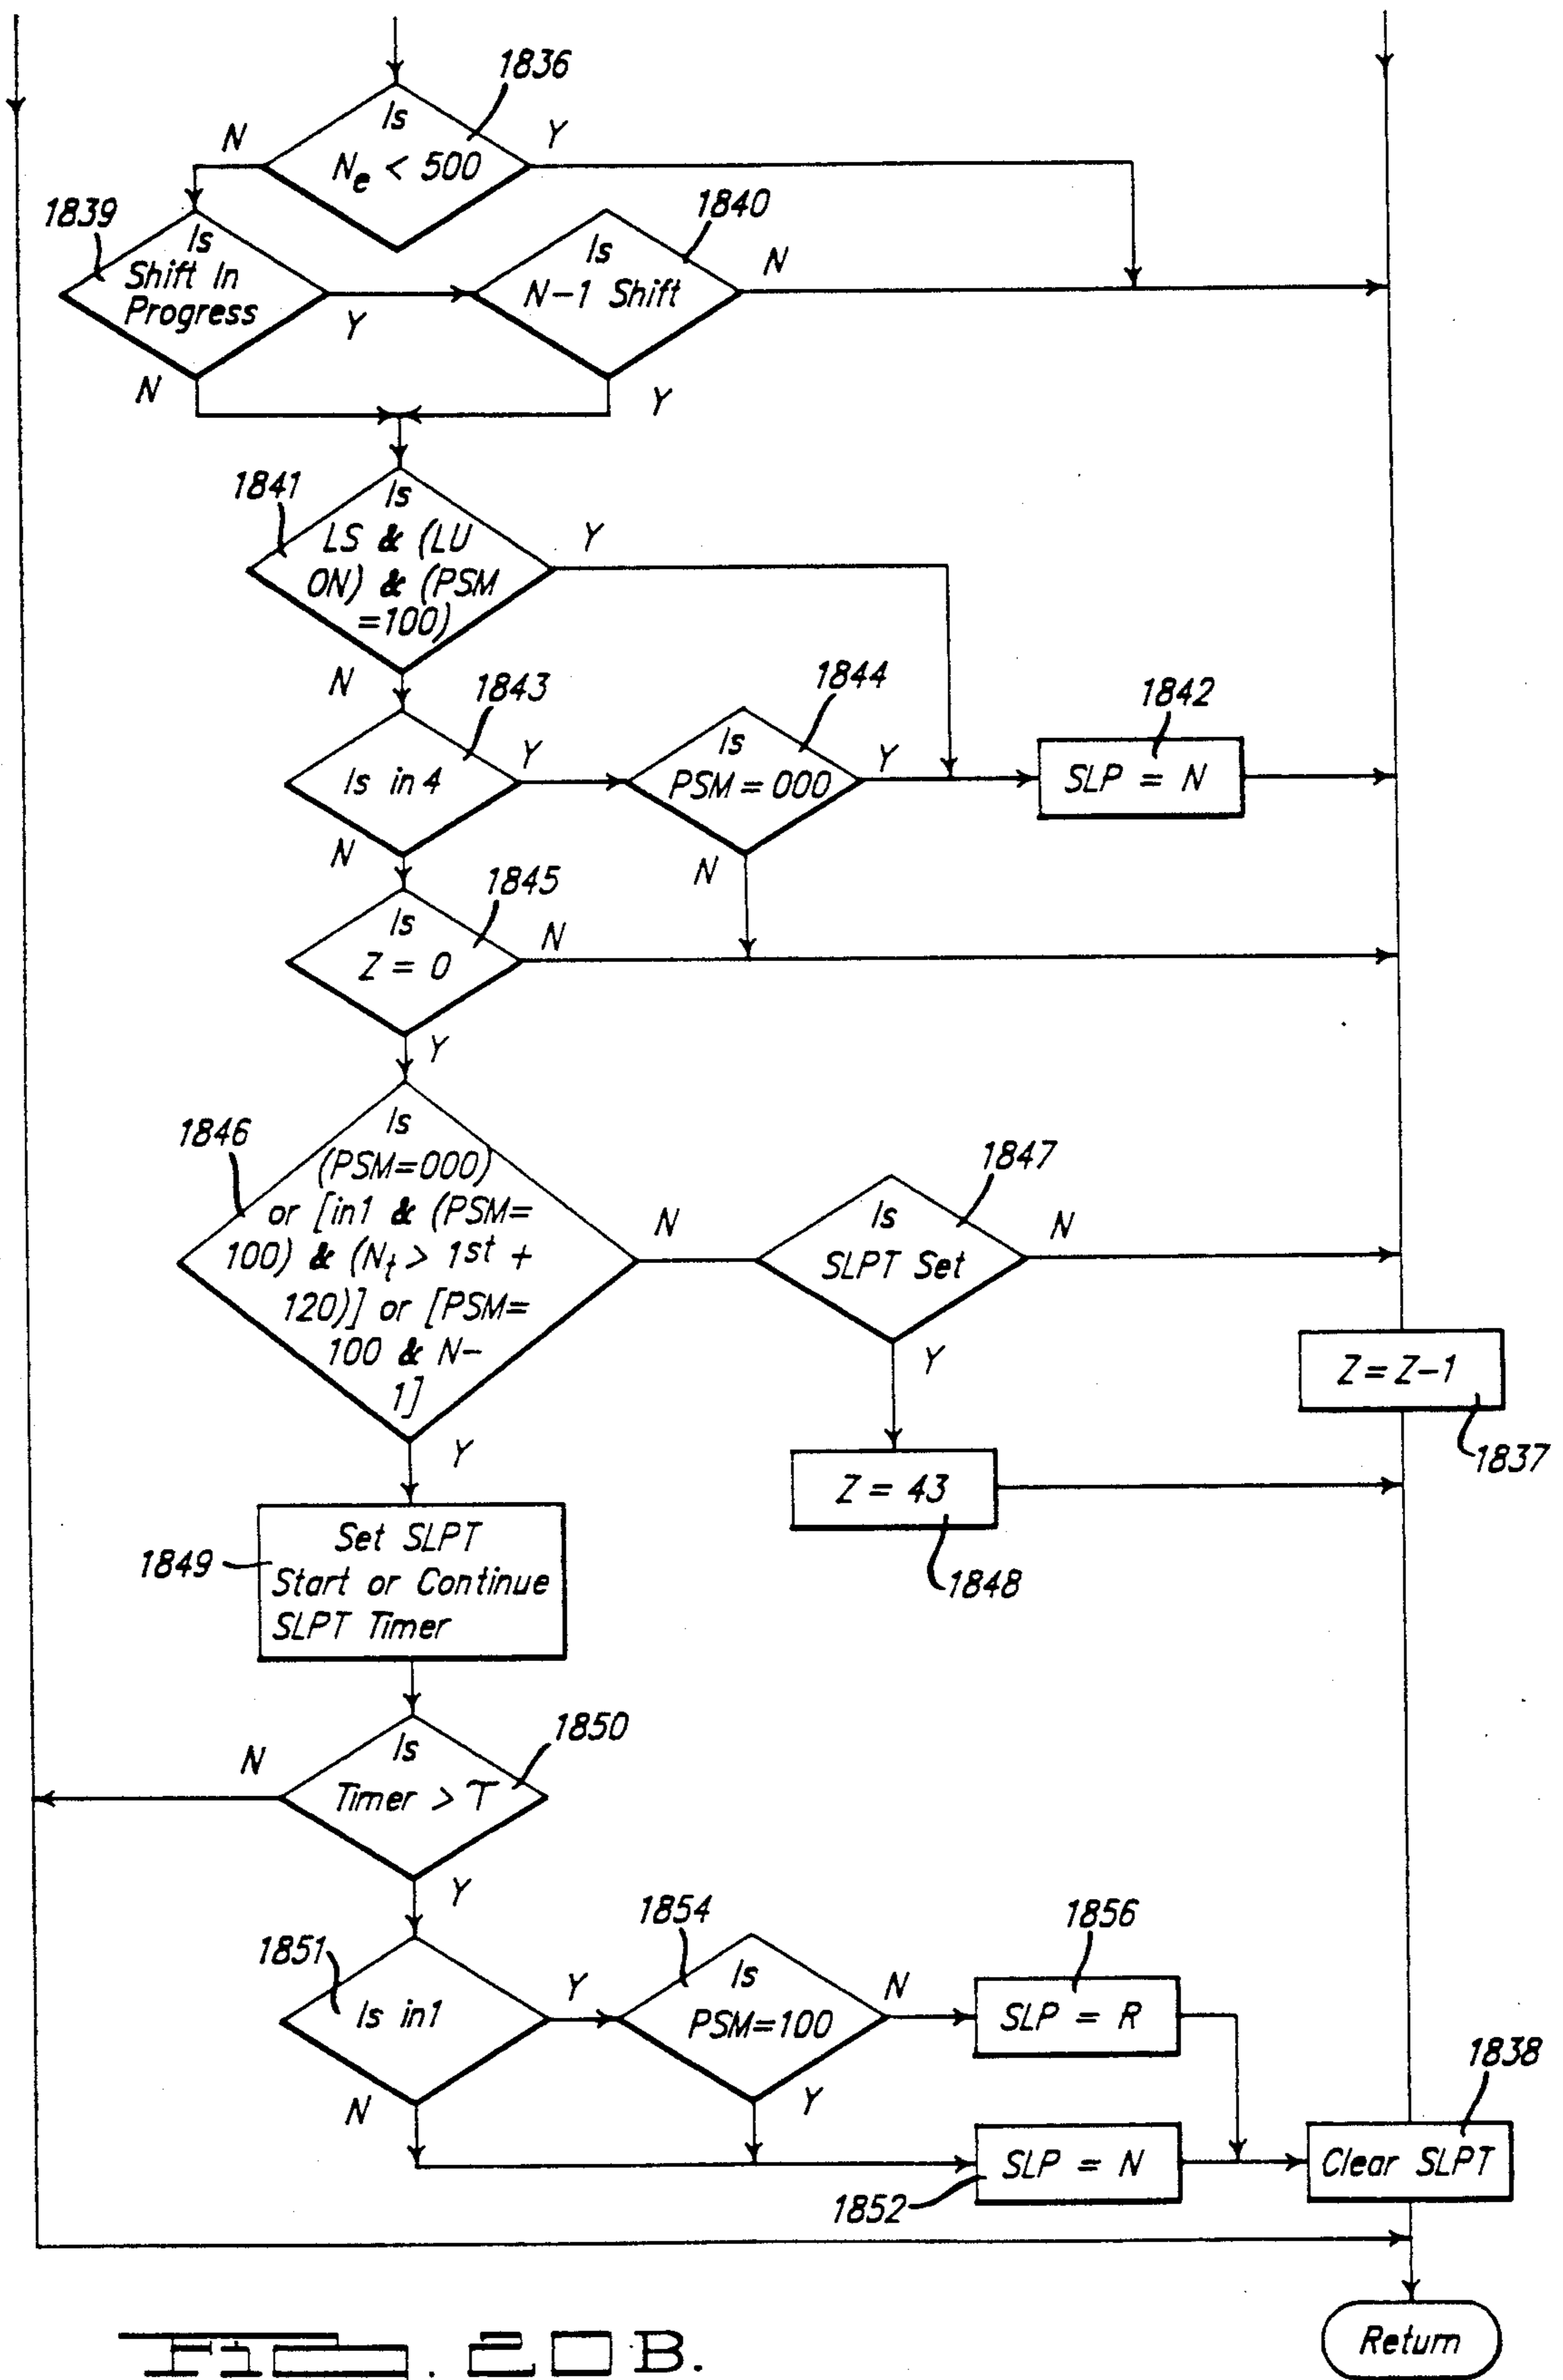 1836
Is
N_e < 500
N
Y
1839
Is
Shift In
Progress
Y
N
1840
Is
N-1 Shift
N
Y
1841
Is
LS & (LU
ON) & (PSM
=100)
Y
N
1843
Is in 4
Y
N
1844
Is
PSM = 000
Y
N
1842
SLP = N
1845
Is
Z = 0
N
Y
1846
Is
(PSM=000)
or [in1 & (PSM=
100) & (N_t > 1st +
120)] or [PSM=
100 & N-
1]
N
Y
1847
Is
SLPT Set
N
Y
Z = Z-1
1837
Z = 43
1848
1849
Set SLPT
Start or Continue
SLPT Timer
1850
Is
Timer > T
N
Y
1851
Is in1
Y
N
1854
Is
PSM=100
N
Y
1856
SLP = R
1852
SLP = N
1838
Clear SLPT
Return
FIG. 20B.